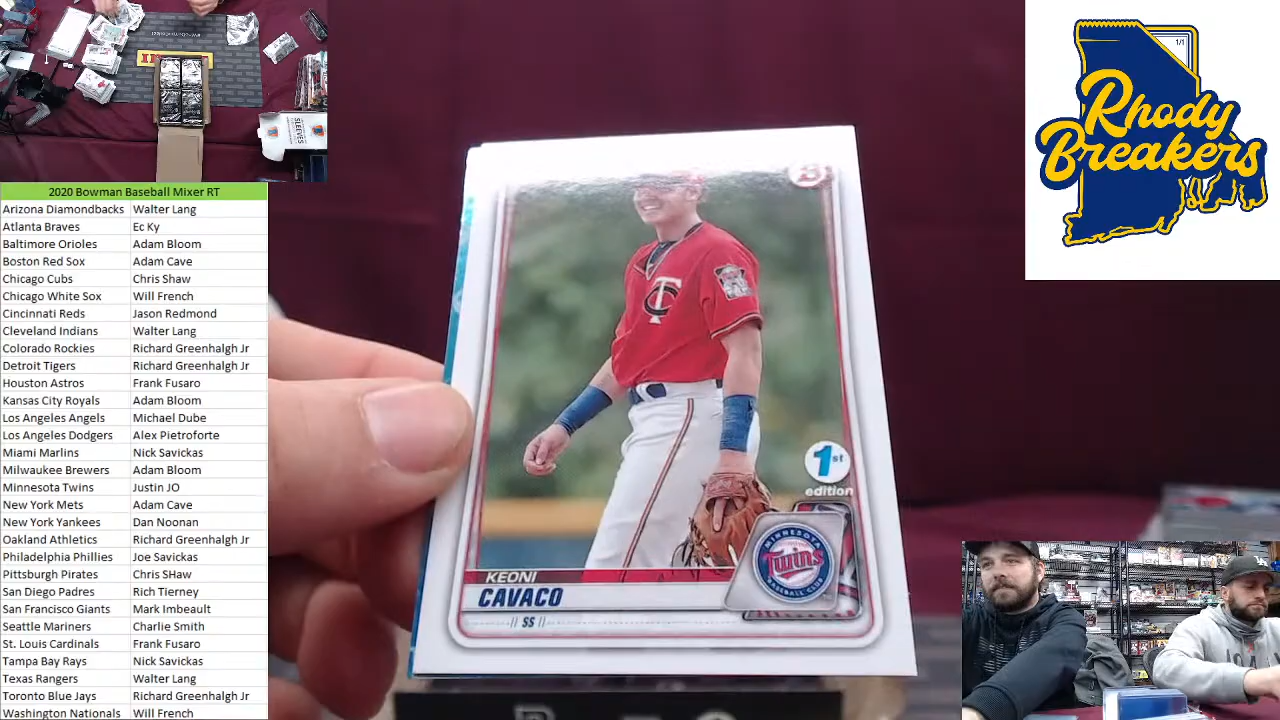 2020 Bowman Baseball Mixer RT
Arizona Diamondbacks Walter Lang
Atlanta Braves Ec Ky
Baltimore Orioles Adam Bloom
Boston Red Sox Adam Cave
Chicago Cubs Chris Shaw
Chicago White Sox Will French
Cincinnati Reds Jason Redmond
Cleveland Indians Walter Lang
Colorado Rockies Richard Greenhalgh Jr
Detroit Tigers Richard Greenhalgh Jr
Houston Astros Frank Fusaro
Kansas City Royals Adam Bloom
Los Angeles Angels Michael Dube
Los Angeles Dodgers Alex Pietroforte
Miami Marlins Nick Savickas
Milwaukee Brewers Adam Bloom
Minnesota Twins Justin JO
New York Mets Adam Cave
New York Yankees Dan Noonan
Oakland Athletics Richard Greenhalgh Jr
Philadelphia Phillies Joe Savickas
Pittsburgh Pirates Chris SHaw
San Diego Padres Rich Tierney
San Francisco Giants Mark Imbeault
Seattle Mariners Charlie Smith
St. Louis Cardinals Frank Fusaro
Tampa Bay Rays Nick Savickas
Texas Rangers Walter Lang
Toronto Blue Jays Richard Greenhalgh Jr
Washington Nationals Will French
SLEEVES
TC
1st
edition
MINNESOTA
Twins
BASEBALL CLUB
KEONI
CAVACO
// SS //
1/1
Rhody
Breakers